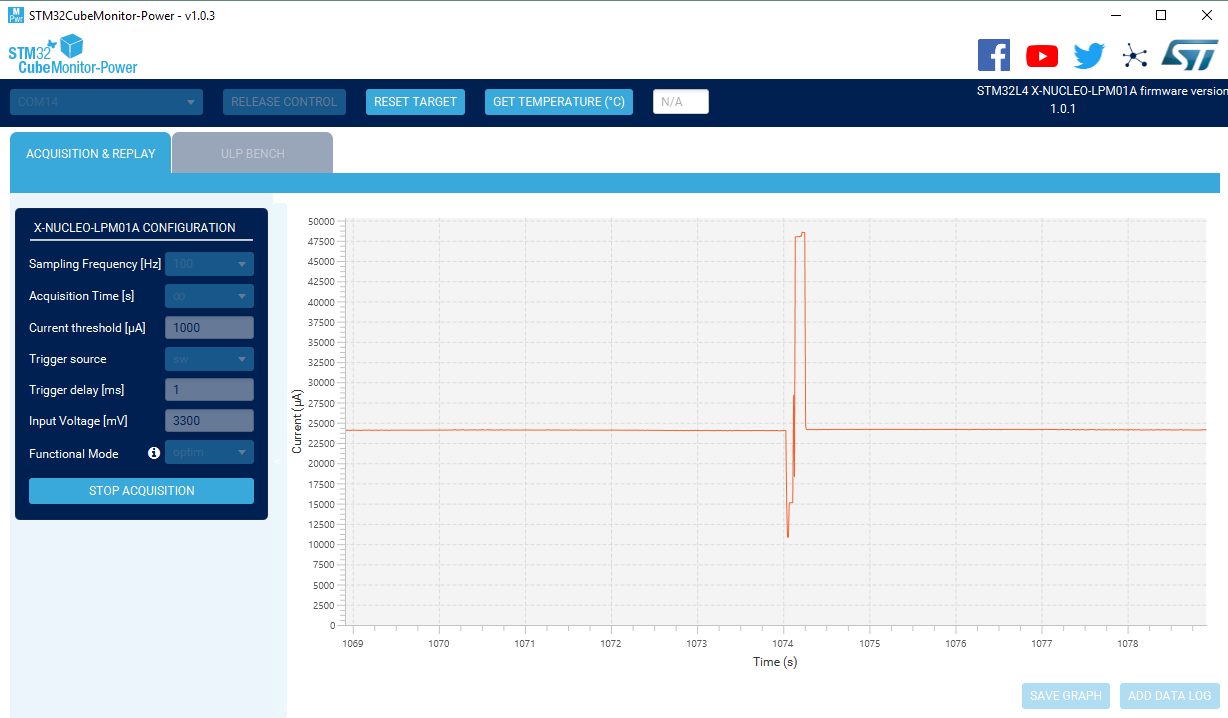 STM32CubeMonitor-Power - v1.0.3
STM32
CubeMonitor-Power
COM14
RELEASE CONTROL
RESET TARGET
GET TEMPERATURE (°C)
N/A
STM32L4 X-NUCLEO-LPM01A firmware version
1.0.1
ACQUISITION & REPLAY
ULP BENCH
X-NUCLEO-LPM01A CONFIGURATION
Sampling Frequency [Hz] 100
Acquisition Time [s] ∞
Current threshold [µA] 1000
Trigger source sw
Trigger delay [ms] 1
Input Voltage [mV] 3300
Functional Mode optim
STOP ACQUISITION
Current (µA)
50000
47500
45000
42500
40000
37500
35000
32500
30000
27500
25000
22500
20000
17500
15000
12500
10000
7500
5000
2500
0
1069 1070 1071 1072 1073 1074 1075 1076 1077 1078
Time (s)
SAVE GRAPH
ADD DATA LOG